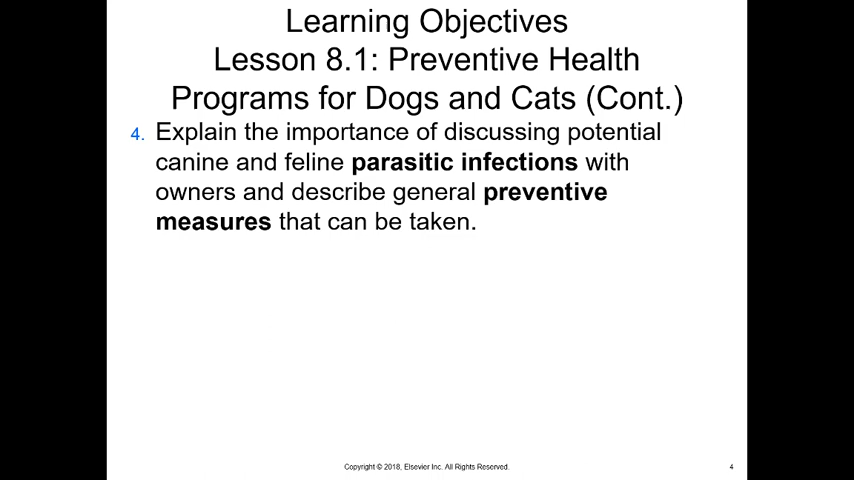 Learning Objectives
Lesson 8.1: Preventive Health
Programs for Dogs and Cats (Cont.)
4. Explain the importance of discussing potential
canine and feline parasitic infections with
owners and describe general preventive
measures that can be taken.
Copyright © 2018, Elsevier Inc. All Rights Reserved.
4